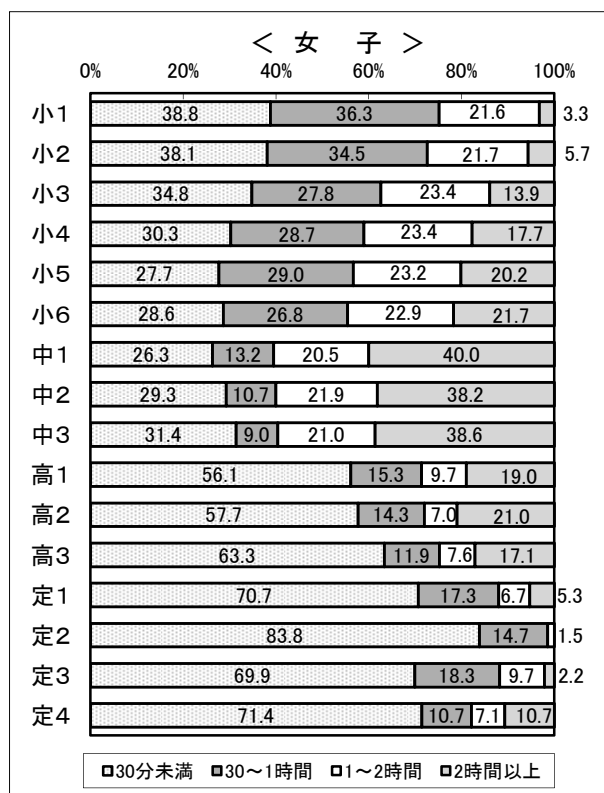 ＜ 女 子 ＞
0% 20% 40% 60% 80% 100%
小1 38.8 36.3 21.6 3.3
小2 38.1 34.5 21.7 5.7
小3 34.8 27.8 23.4 13.9
小4 30.3 28.7 23.4 17.7
小5 27.7 29.0 23.2 20.2
小6 28.6 26.8 22.9 21.7
中1 26.3 13.2 20.5 40.0
中2 29.3 10.7 21.9 38.2
中3 31.4 9.0 21.0 38.6
高1 56.1 15.3 9.7 19.0
高2 57.7 14.3 7.0 21.0
高3 63.3 11.9 7.6 17.1
定1 70.7 17.3 6.7 5.3
定2 83.8 14.7 1.5
定3 69.9 18.3 9.7 2.2
定4 71.4 10.7 7.1 10.7
30分未満 30～1時間 1～2時間 2時間以上